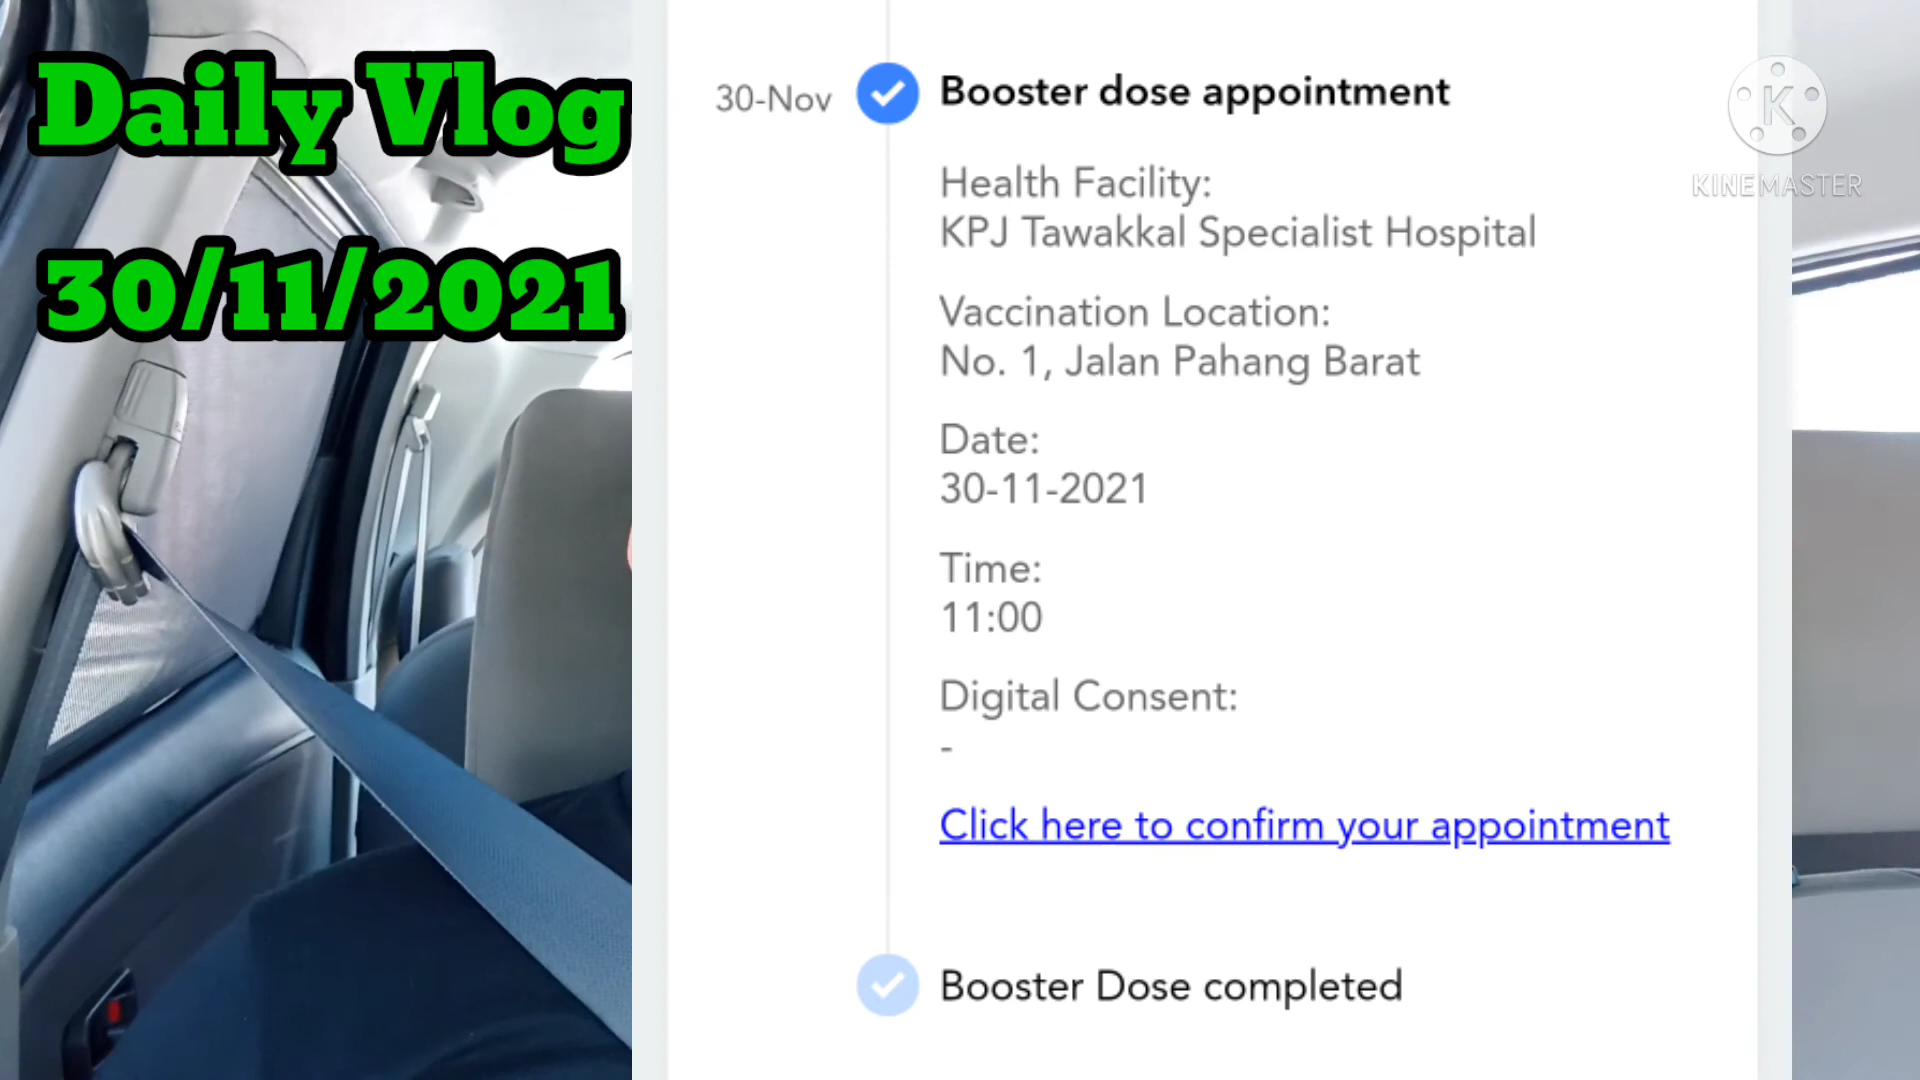 Daily Vlog
30/11/2021
30-Nov
Booster dose appointment
Health Facility:
KPJ Tawakkal Specialist Hospital
Vaccination Location:
No. 1, Jalan Pahang Barat
Date:
30-11-2021
Time:
11:00
Digital Consent:
-
Click here to confirm your appointment
Booster Dose completed
K
KINEMASTER